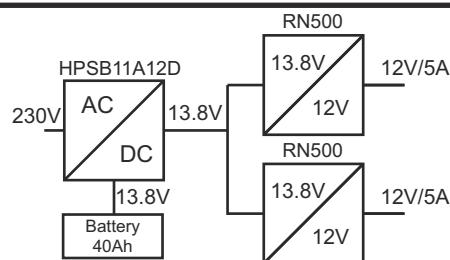 RN500
HPSB11A12D
13.8V
12V/5A
230V
AC
13.8V
12V
DC
RN500
13.8V
13.8V
12V/5A
Battery
40Ah
12V